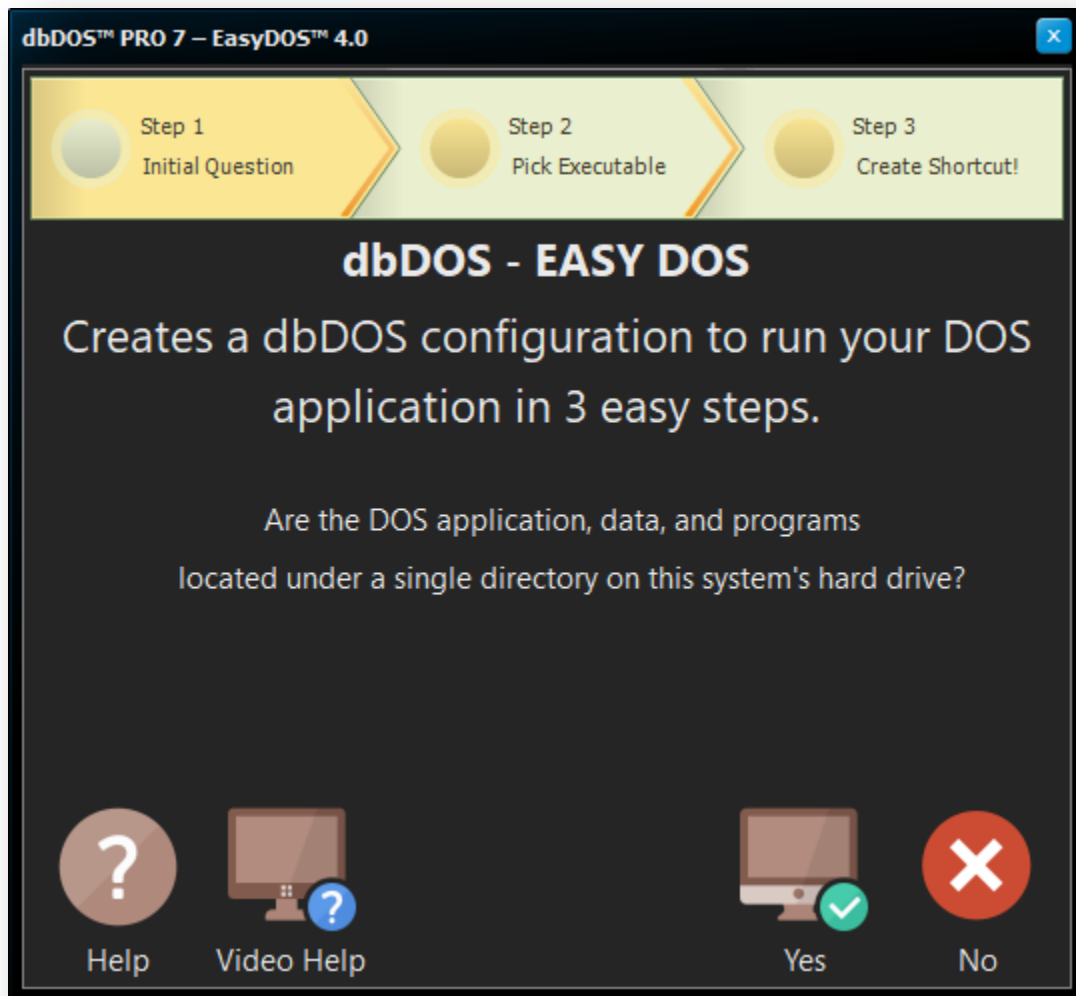 dbDOS™ PRO 7 – EasyDOS™ 4.0
Step 1
Initial Question
Step 2
Pick Executable
Step 3
Create Shortcut!
dbDOS - EASY DOS
Creates a dbDOS configuration to run your DOS
application in 3 easy steps.
Are the DOS application, data, and programs
located under a single directory on this system's hard drive?
Help
Video Help
Yes
No